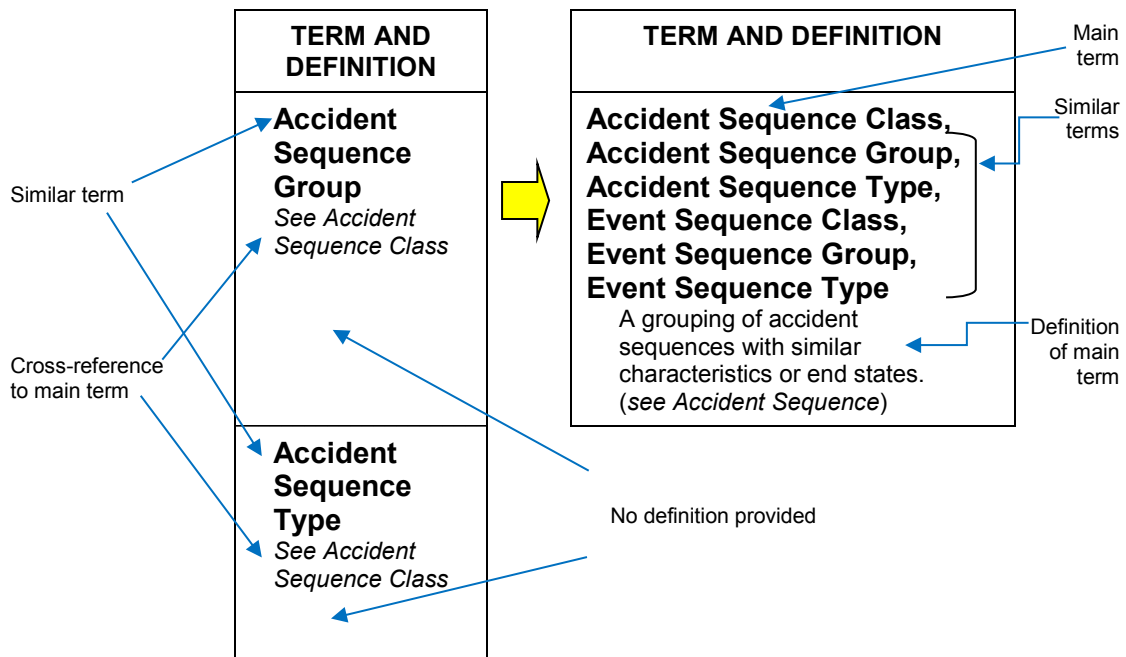 TERM AND
DEFINITION
Accident
Sequence
Group
See Accident
Sequence Class
Accident
Sequence
Type
See Accident
Sequence Class
Similar term
Cross-reference
to main term
TERM AND DEFINITION
Accident Sequence Class,
Accident Sequence Group,
Accident Sequence Type,
Event Sequence Class,
Event Sequence Group,
Event Sequence Type
A grouping of accident
sequences with similar
characteristics or end states.
(see Accident Sequence)
Main
term
Similar
terms
Definition
of main
term
No definition provided